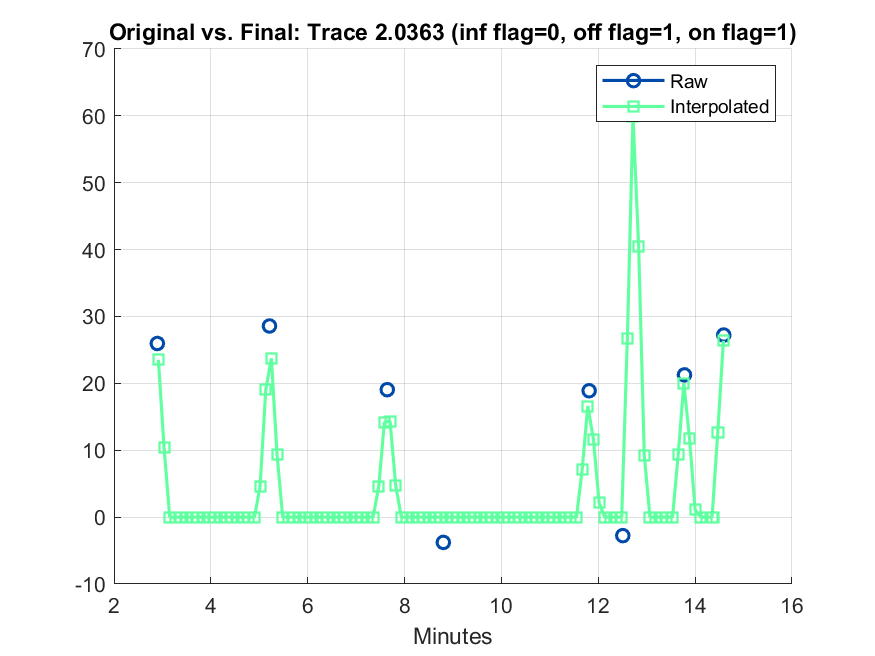 Original vs. Final: Trace 2.0363 (inf flag=0, off flag=1, on flag=1)
70
60
50
40
30
20
10
0
-10
Raw
Interpolated
2 4 6 8 10 12 14 16
Minutes